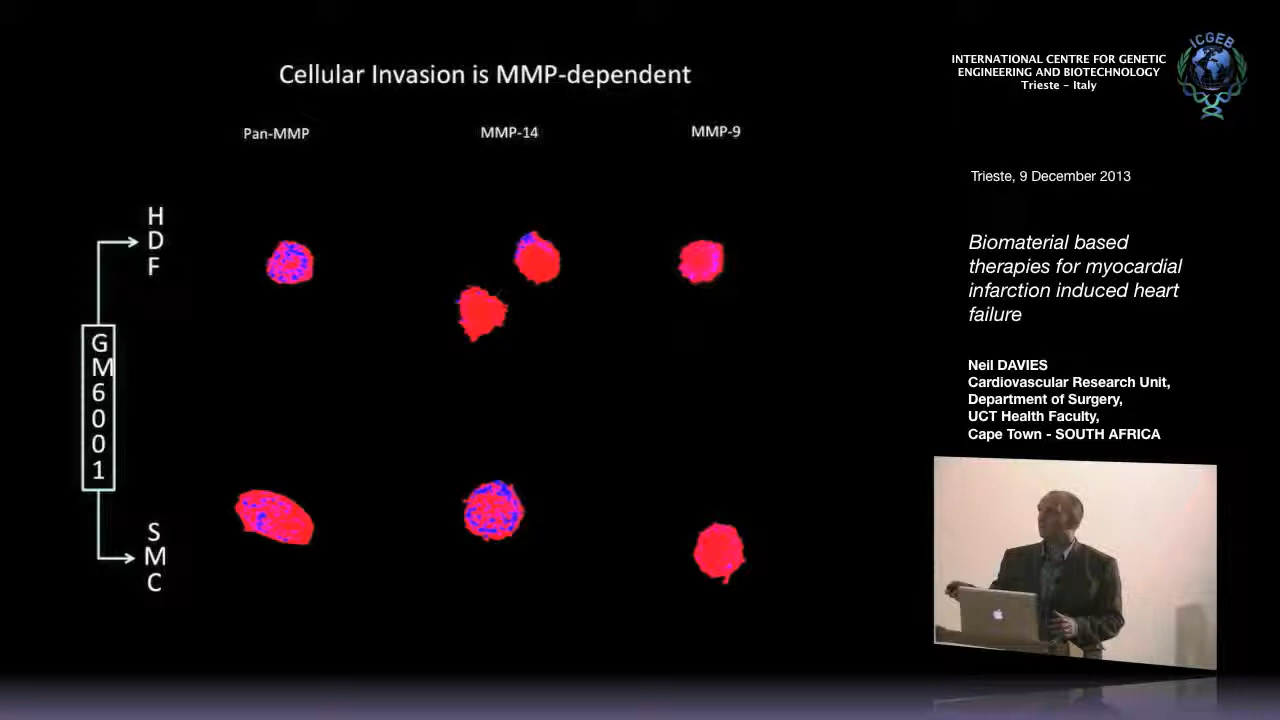 Cellular Invasion is MMP-dependent
Pan-MMP
MMP-14
MMP-9
H
D
F
G
M
6
0
0
1
S
M
C
ICGEB
INTERNATIONAL CENTRE FOR GENETIC
ENGINEERING AND BIOTECHNOLOGY
Trieste - Italy
Trieste, 9 December 2013
Biomaterial based
therapies for myocardial
infarction induced heart
failure
Neil DAVIES
Cardiovascular Research Unit,
Department of Surgery,
UCT Health Faculty,
Cape Town - SOUTH AFRICA